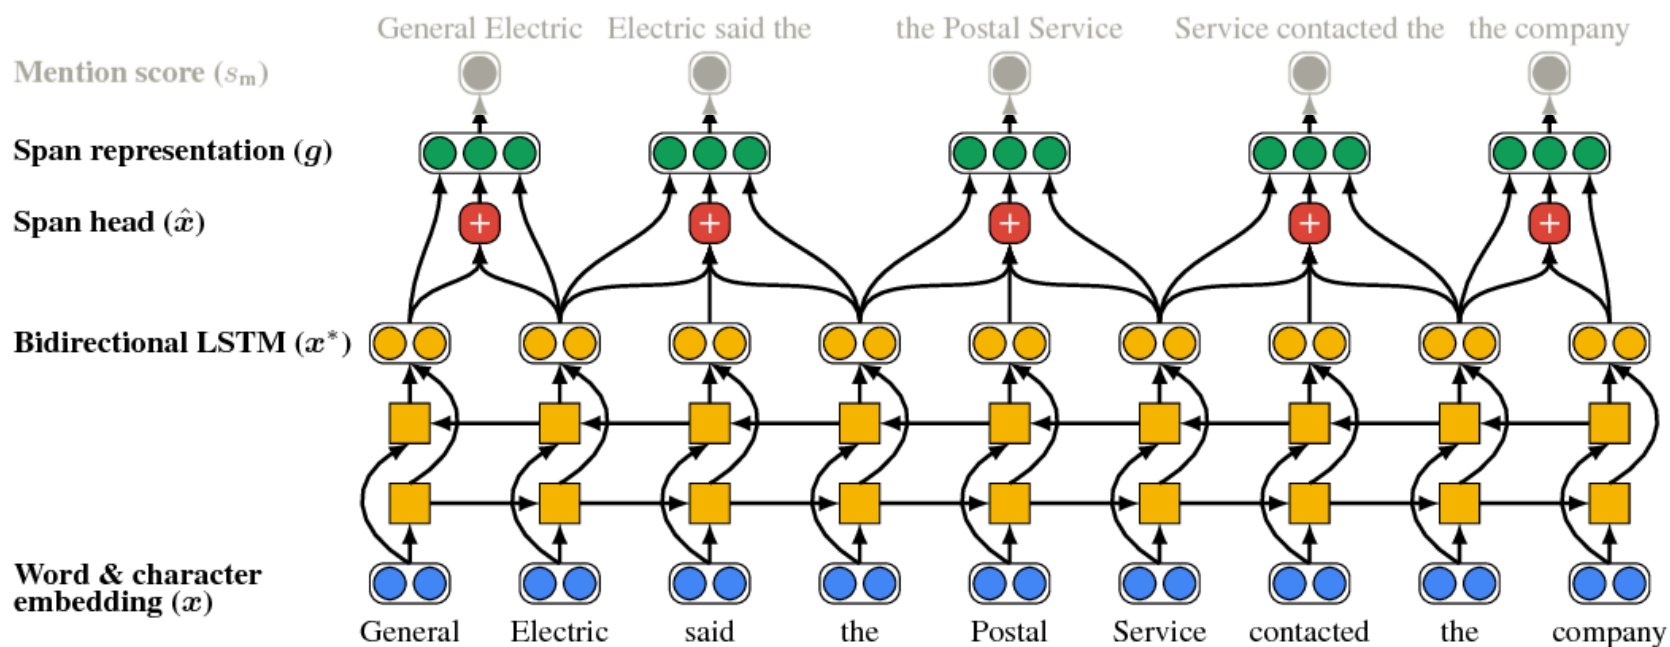 General Electric Electric said the the Postal Service Service contacted the the company
Mention score (sₘ)
Span representation (g)
+ + + + +
Span head (x̂)
Bidirectional LSTM (x*)
Word & character
embedding (x)
General Electric said the Postal Service contacted the company